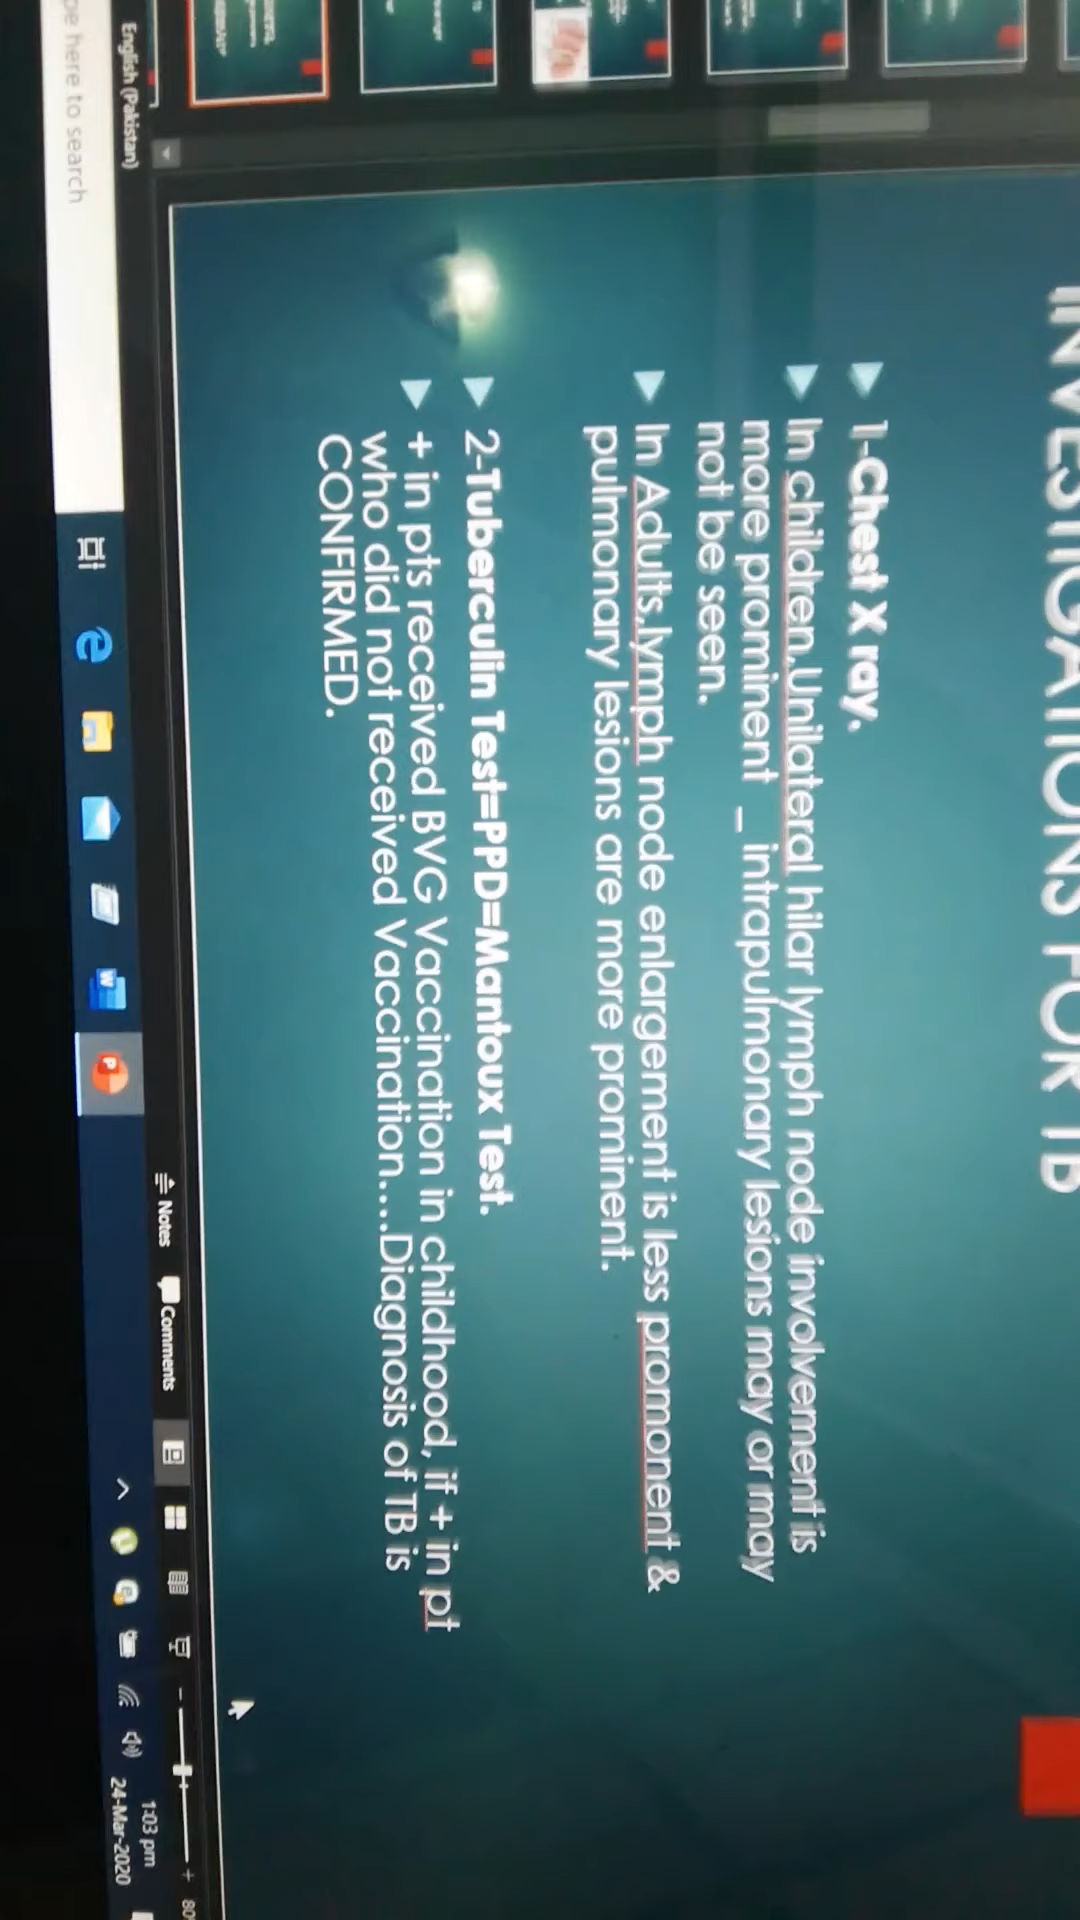 INVESTIGATIONS FOR TB
1-Chest X ray.
In children,Unilateral hilar lymph node involvement is
more prominent _ intrapulmonary lesions may or may
not be seen.
In Adults,lymph node enlargement is less promonent &
pulmonary lesions are more prominent.
2-Tuberculin Test=PPD=Mantoux Test.
+ in pts received BVG Vaccination in childhood, if + in pt
who did not received Vaccination....Diagnosis of TB is
CONFIRMED.
Notes
Comments
80
English (Pakistan)
pe here to search
1:03 pm
24-Mar-2020